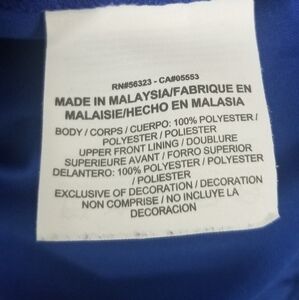 RN#56323 - CA#05553
MADE IN MALAYSIA/FABRIQUE EN
MALAISIE/HECHO EN MALASIA
BODY / CORPS / CUERPO: 100% POLYESTER /
POLYESTER / POLIESTER
UPPER FRONT LINING / DOUBLURE
SUPERIEURE AVANT / FORRO SUPERIOR
DELANTERO: 100% POLYESTER / POLYESTER
/ POLIESTER
EXCLUSIVE OF DECORATION / DECORATION
NON COMPRISE / NO INCLUYE LA
DECORACION